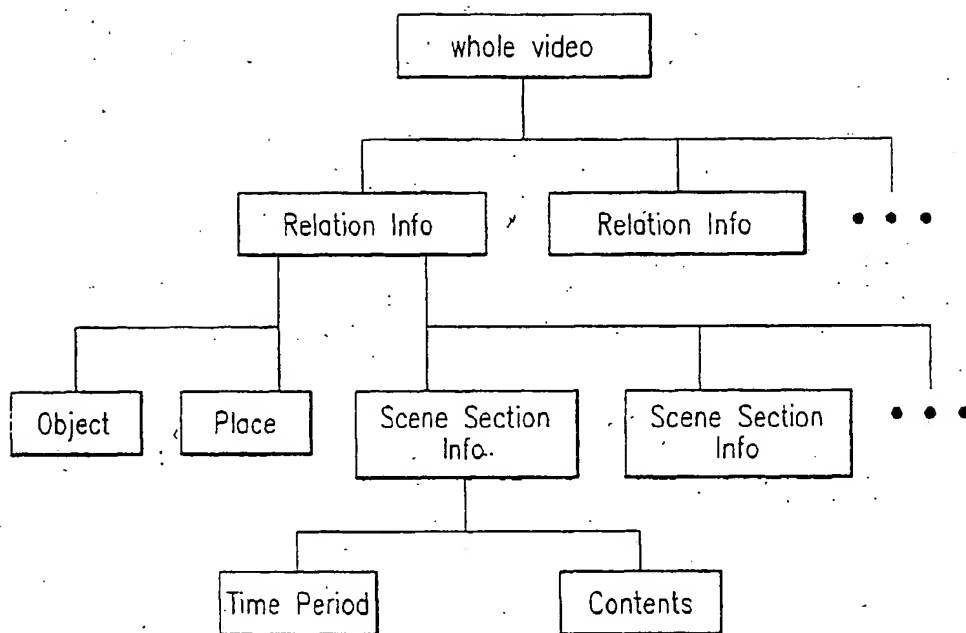 whole video
Relation Info
Relation Info
Object
Place
Scene Section
Info
Scene Section
Info
Time Period
Contents